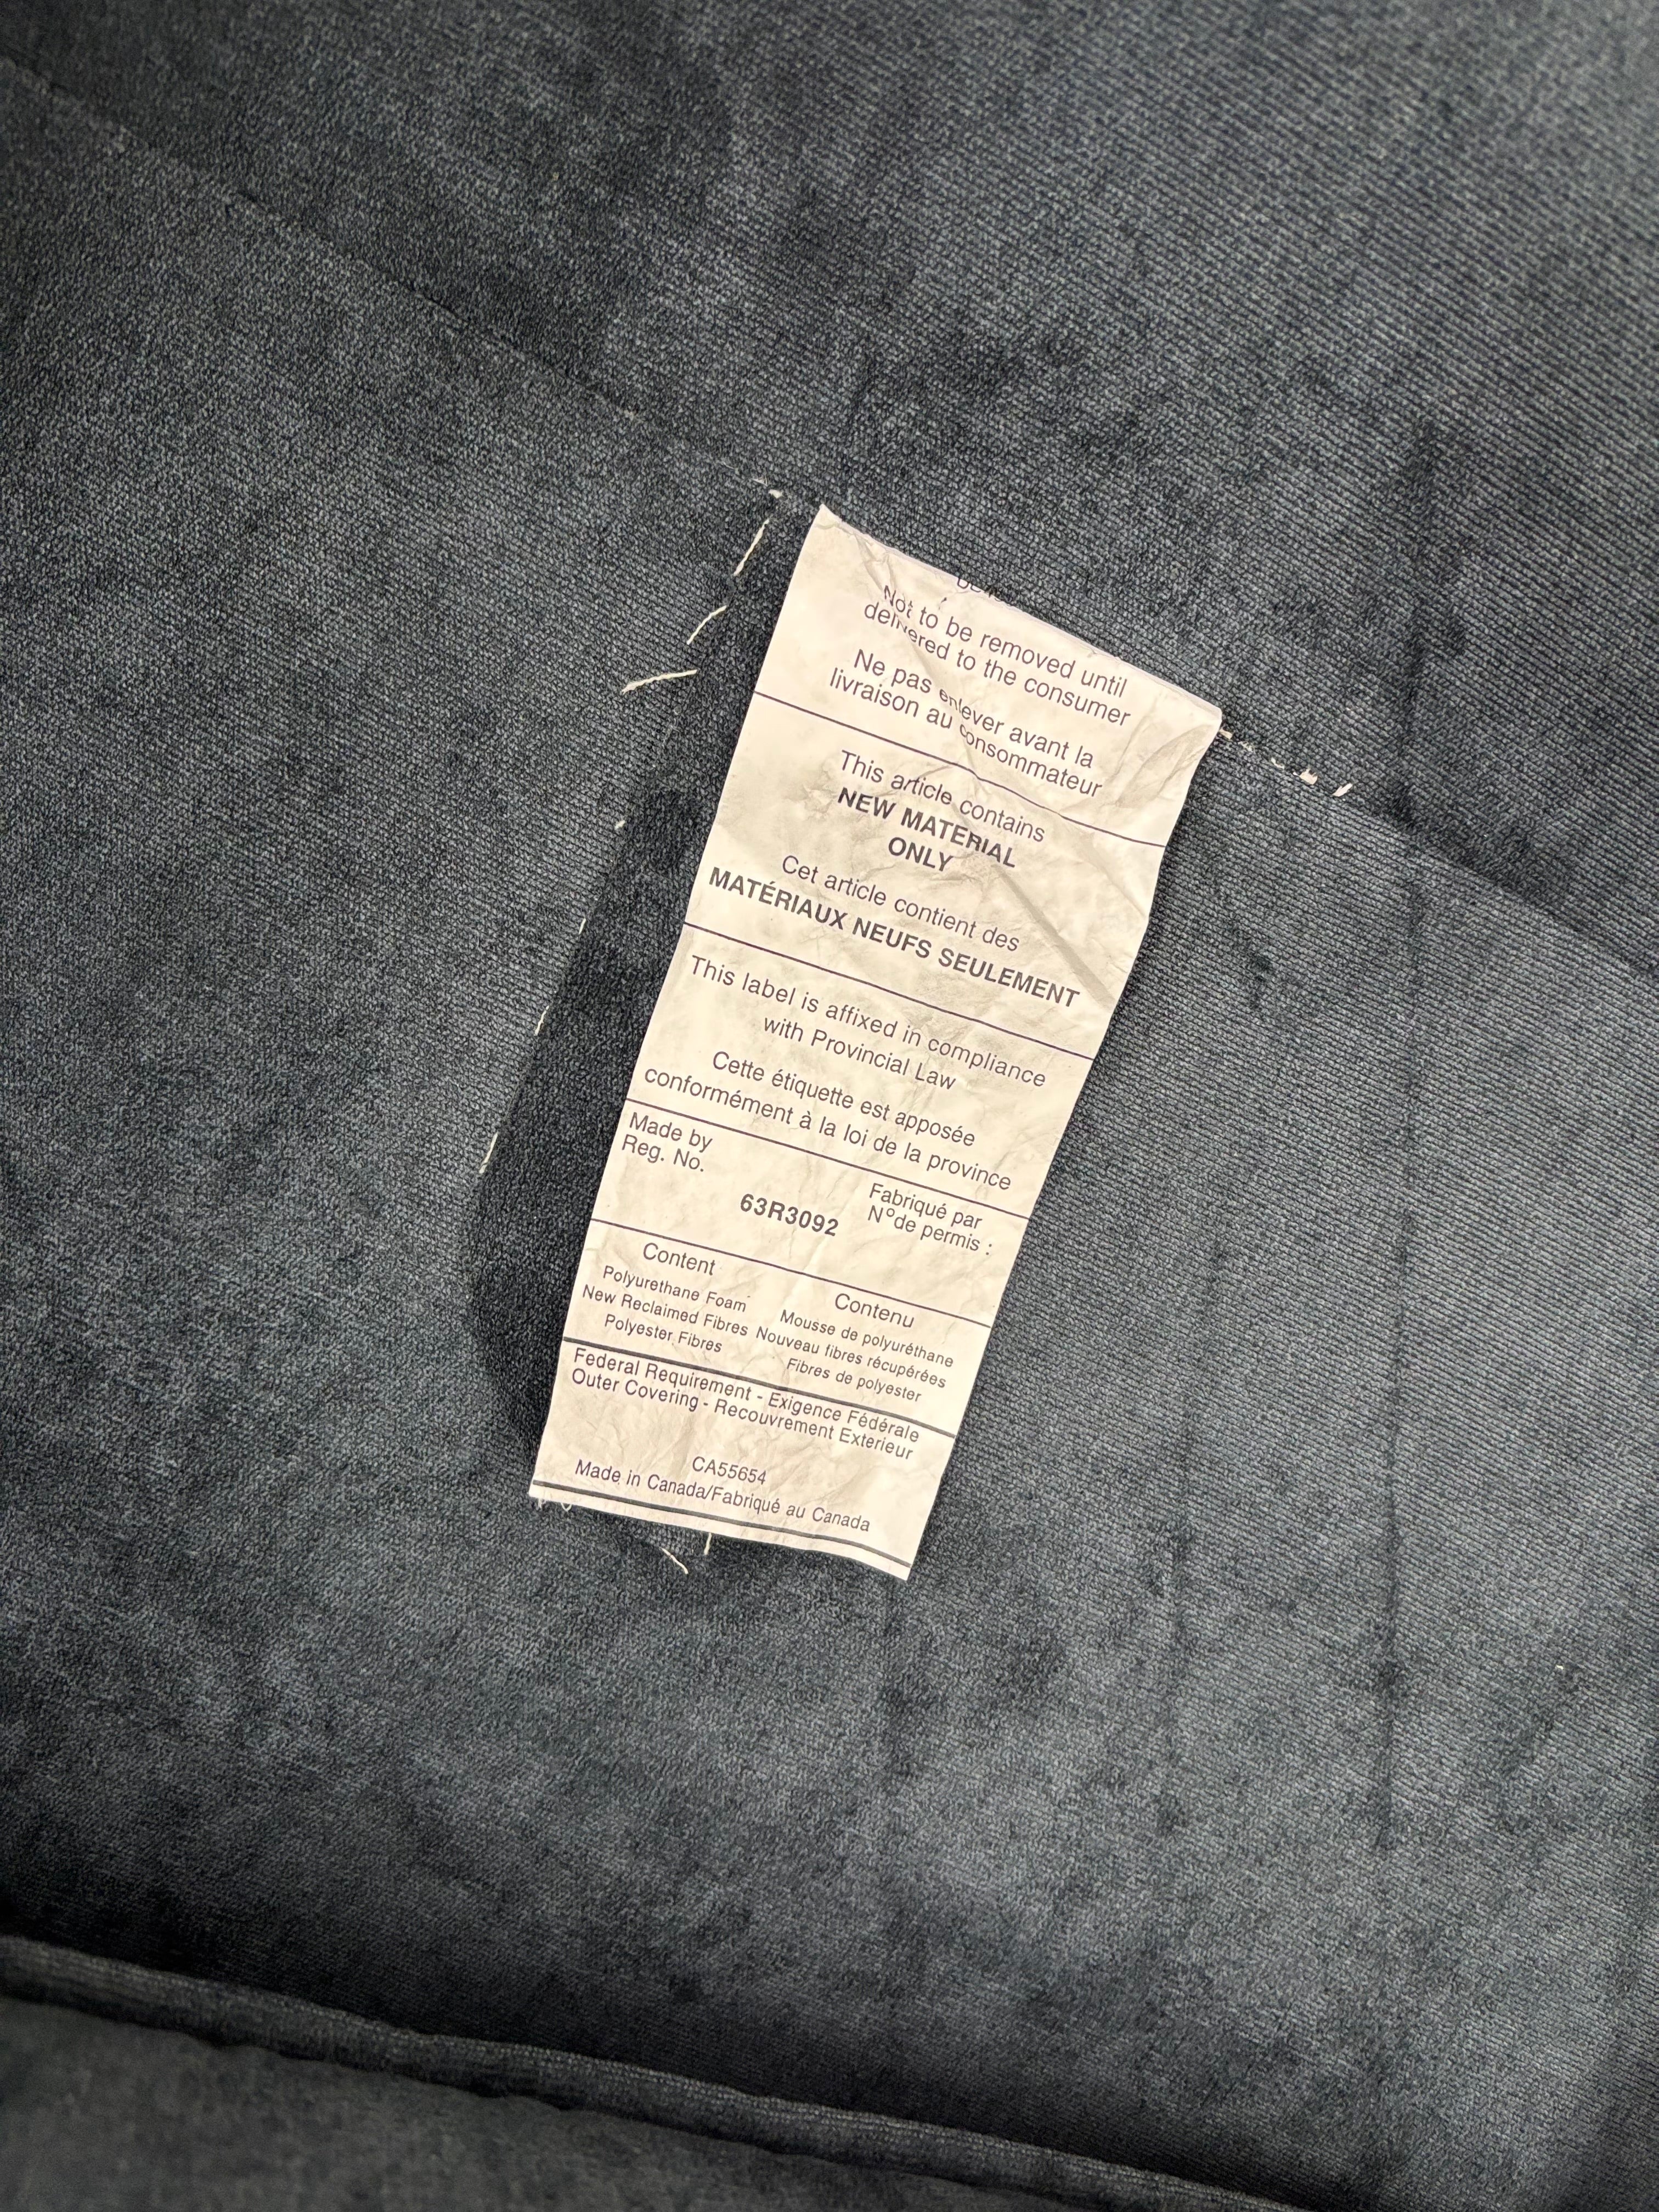 Not to be removed until
delivered to the consumer
Ne pas enlever avant la
livraison au consommateur
This article contains
NEW MATERIAL
ONLY
Cet article contient des
MATÉRIAUX NEUFS SEULEMENT
This label is affixed in compliance
with Provincial Law
Cette étiquette est apposée
conformément à la loi de la province
Made by
Reg. No.
Fabriqué par
N° de permis :
63R3092
Content
Polyurethane Foam
New Reclaimed Fibres
Polyester Fibres
Contenu
Mousse de polyuréthane
Nouveau fibres récupérées
Fibres de polyester
Federal Requirement - Exigence Fédérale
Outer Covering - Recouvrement Exterieur
CA55654
Made in Canada/Fabriqué au Canada